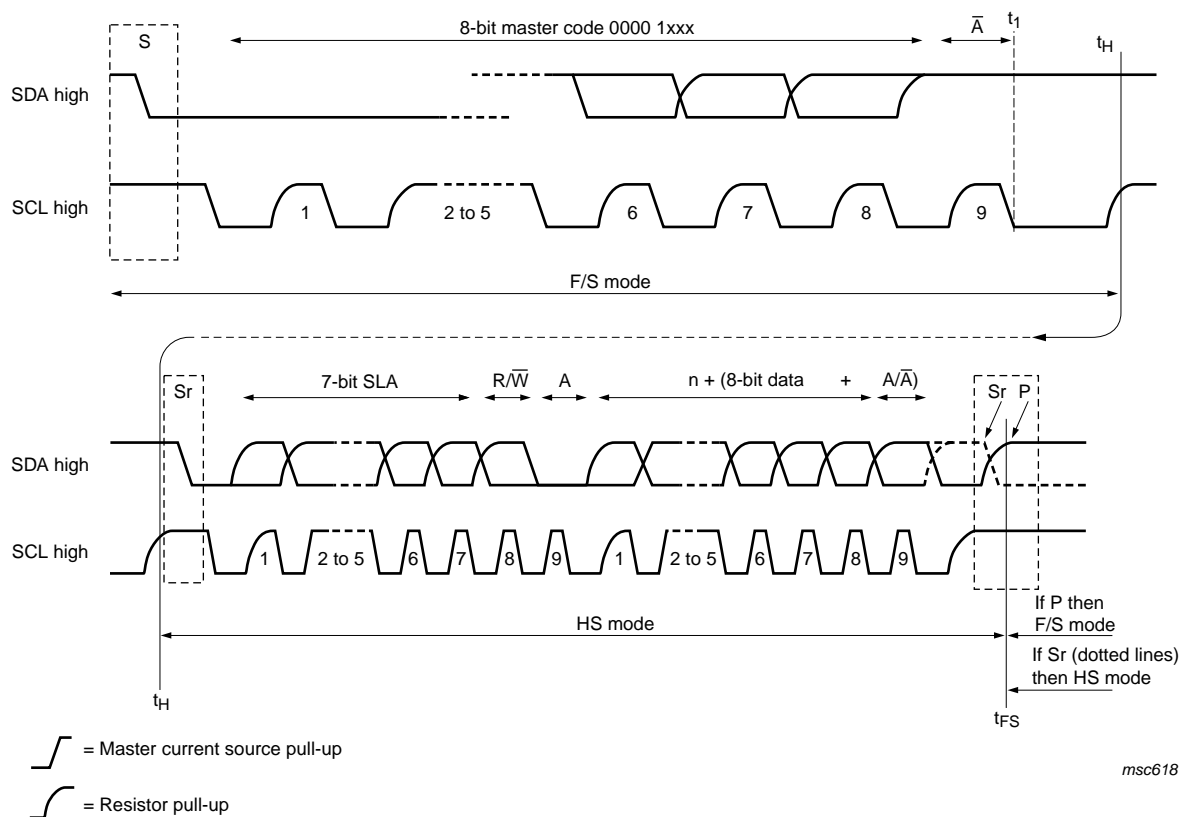 8-bit master code 0000 1xxx
A̅
t1
S
tH
SDA high
SCL high
1
2 to 5
6
7
8
9
F/S mode
Sr
7-bit SLA
R/W̅
A
n + (8-bit data + A/A̅)
Sr P
SDA high
SCL high
1
2 to 5
6
7
8
9
1
2 to 5
6
7
8
9
If P then
F/S mode
HS mode
If Sr (dotted lines)
then HS mode
tH
tFS
= Master current source pull-up
= Resistor pull-up
msc618